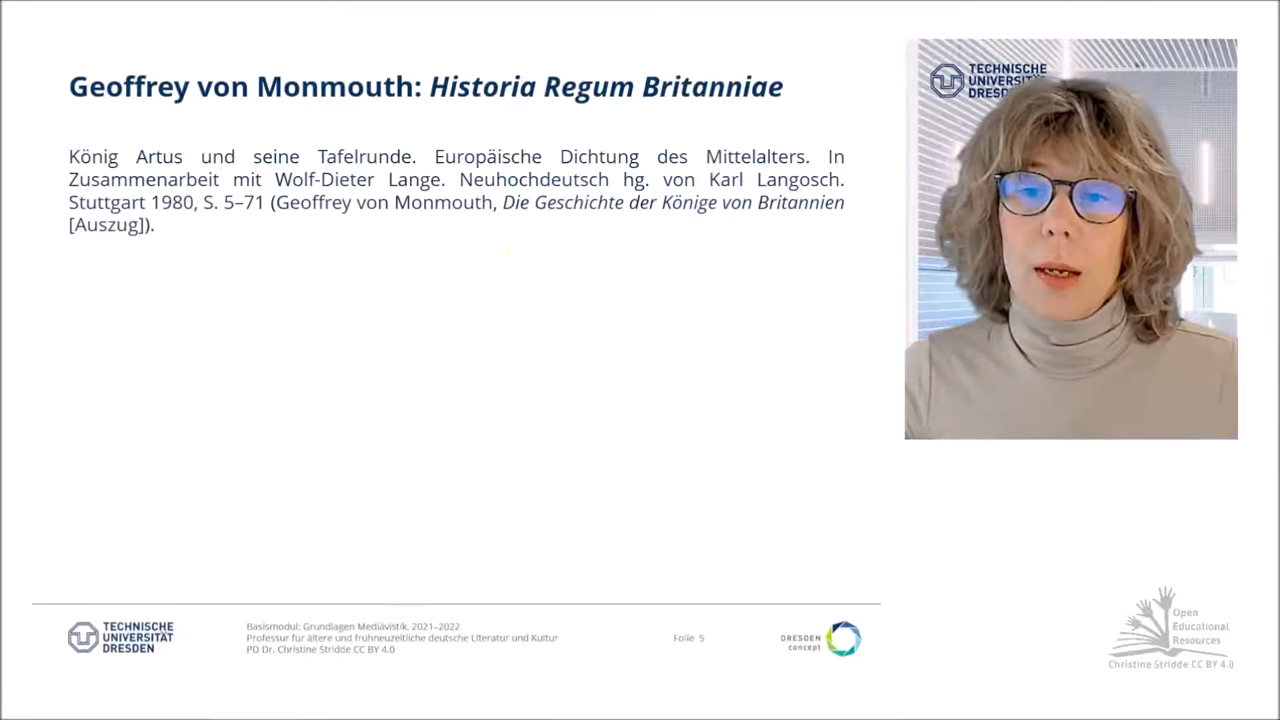 Geoffrey von Monmouth: Historia Regum Britanniae
König Artus und seine Tafelrunde. Europäische Dichtung des Mittelalters. In
Zusammenarbeit mit Wolf-Dieter Lange. Neuhochdeutsch hg. von Karl Langosch.
Stuttgart 1980, S. 5–71 (Geoffrey von Monmouth, Die Geschichte der Könige von Britannien
[Auszug]).
TECHNISCHE
UNIVERSITÄT
DRESDEN
Basismodul: Grundlagen Mediävistik, 2021–2022
Professur für ältere und frühneuzeitliche deutsche Literatur und Kultur
PD Dr. Christine Stridde CC BY 4.0
Folie 5
DRESDEN
concept
TECHNISCHE
UNIVERSITÄ
DRESD
Open
Educational
Resources
Christine Stridde CC BY 4.0